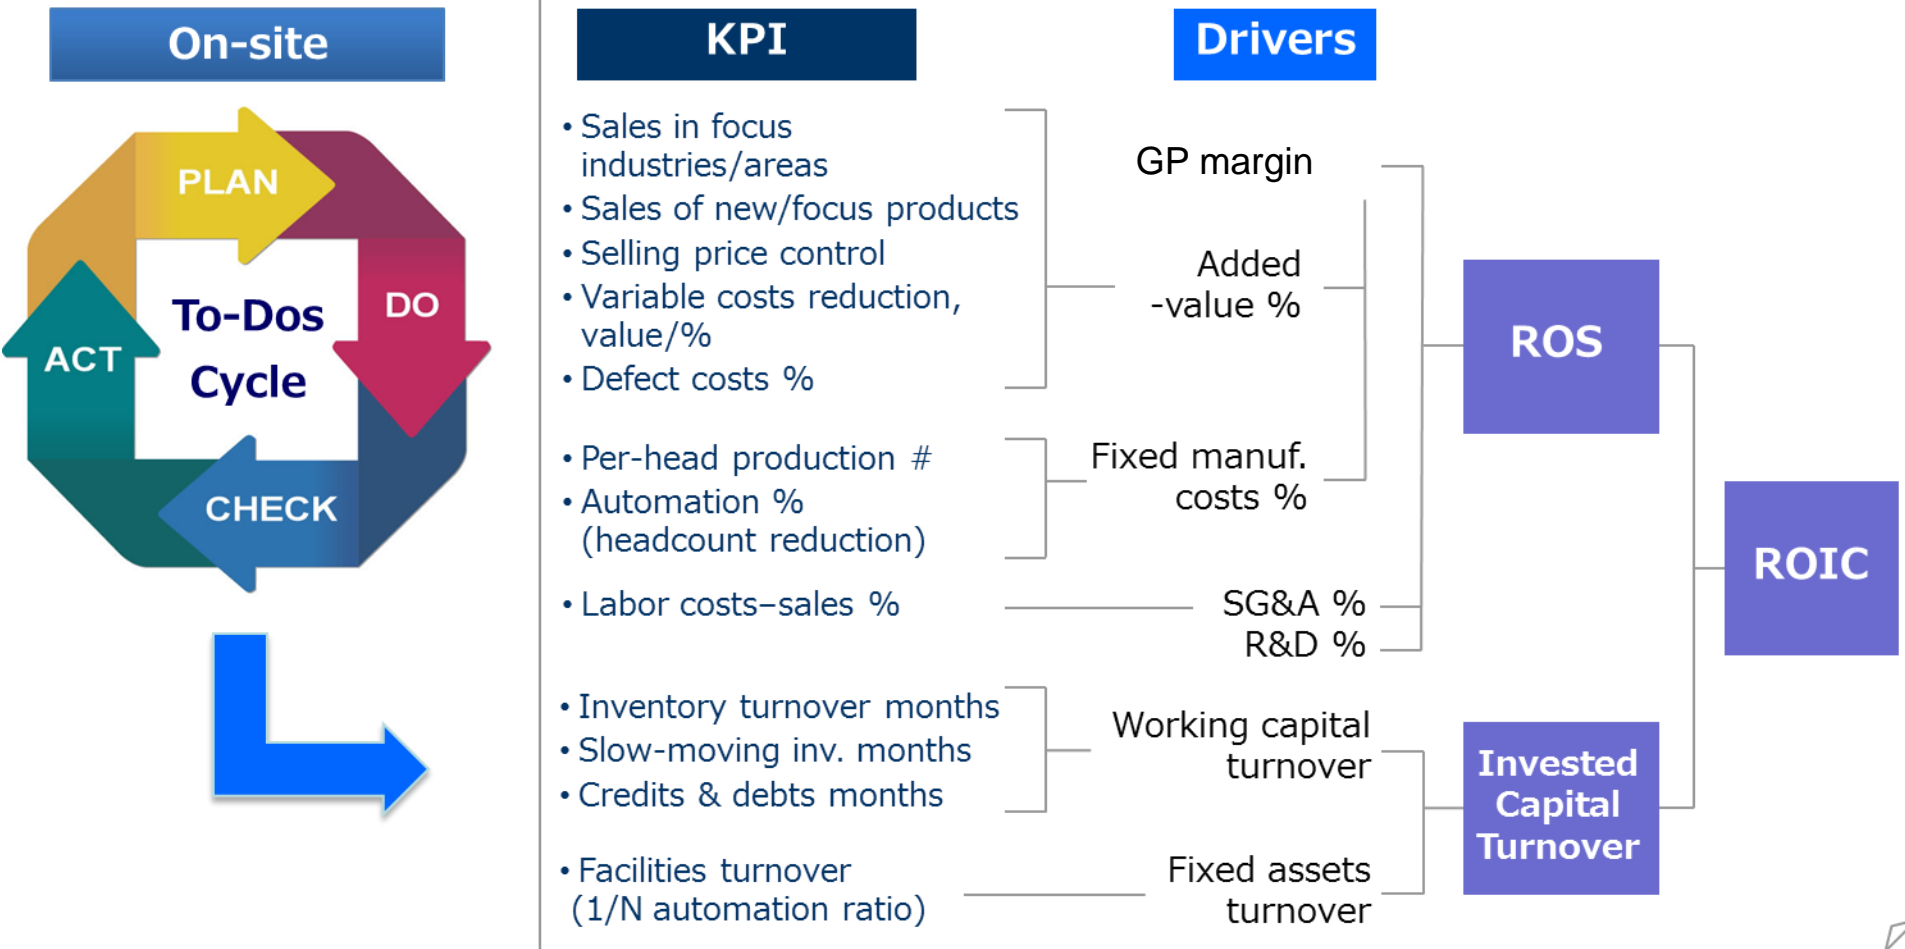 On-site
PLAN
DO
To-Dos
Cycle
ACT
CHECK
KPI
• Sales in focus
industries/areas
• Sales of new/focus products
• Selling price control
• Variable costs reduction,
value/%
• Defect costs %
• Per-head production #
• Automation %
(headcount reduction)
• Labor costs–sales %
• Inventory turnover months
• Slow-moving inv. months
• Credits & debts months
• Facilities turnover
(1/N automation ratio)
Drivers
GP margin
Added
-value %
Fixed manuf.
costs %
SG&A %
R&D %
Working capital
turnover
Fixed assets
turnover
ROS
Invested
Capital
Turnover
ROIC